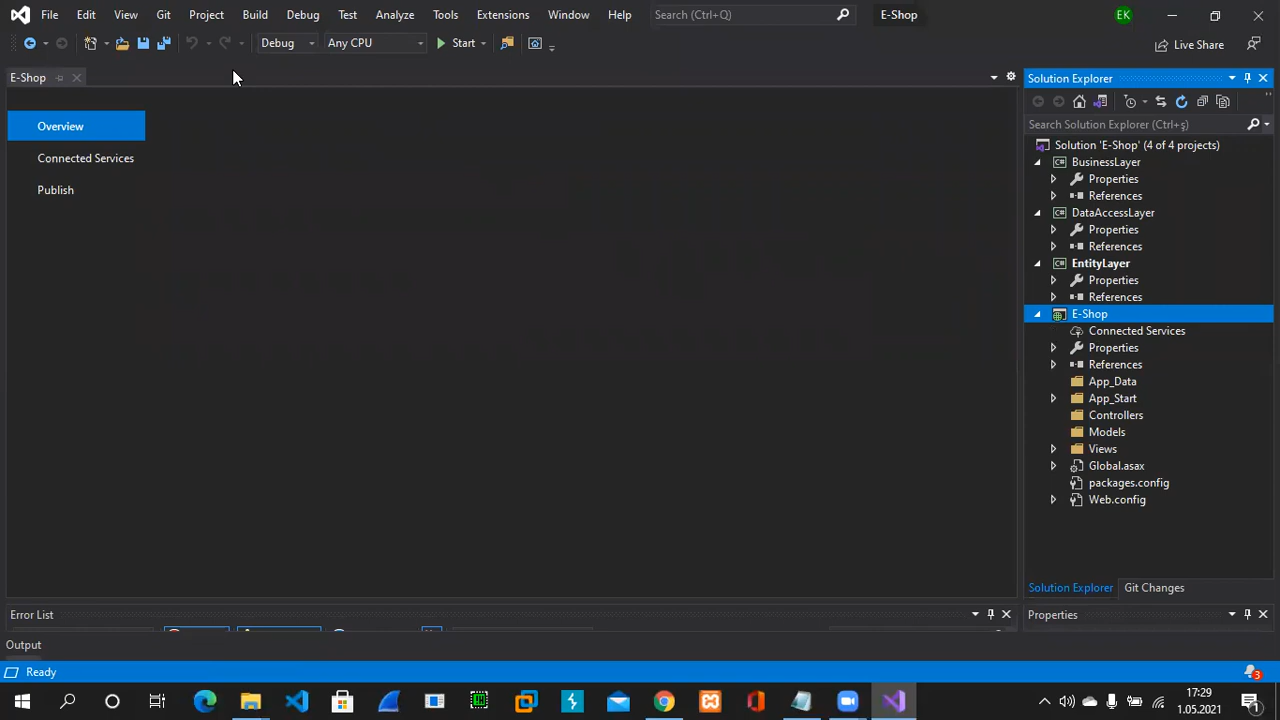 File Edit View Git Project Build Debug Test Analyze Tools Extensions Window Help Search (Ctrl+Q) E-Shop EK
Debug Any CPU Start Live Share
E-Shop
Overview
Connected Services
Publish
Solution Explorer
Search Solution Explorer (Ctrl+ş)
Solution 'E-Shop' (4 of 4 projects)
BusinessLayer
Properties
References
DataAccessLayer
Properties
References
EntityLayer
Properties
References
E-Shop
Connected Services
Properties
References
App_Data
App_Start
Controllers
Models
Views
Global.asax
packages.config
Web.config
Solution Explorer Git Changes
Error List
Properties
Output
Ready
3
17:29
1.05.2021
1